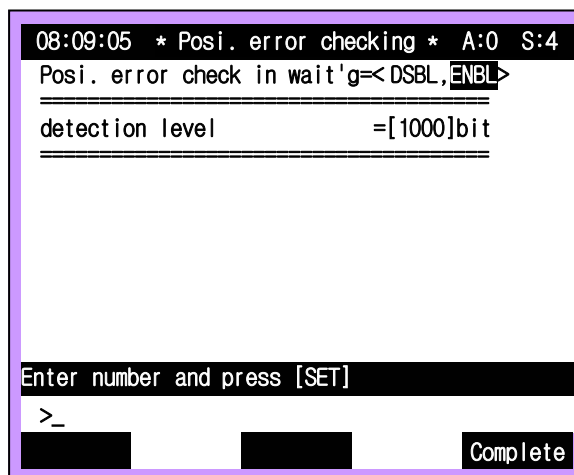 08:09:05 * Posi. error checking * A:0 S:4
Posi. error check in wait'g=< DSBL,ENBL>
=======================================
detection level =[1000]bit
=======================================
Enter number and press [SET]
>_
Complete